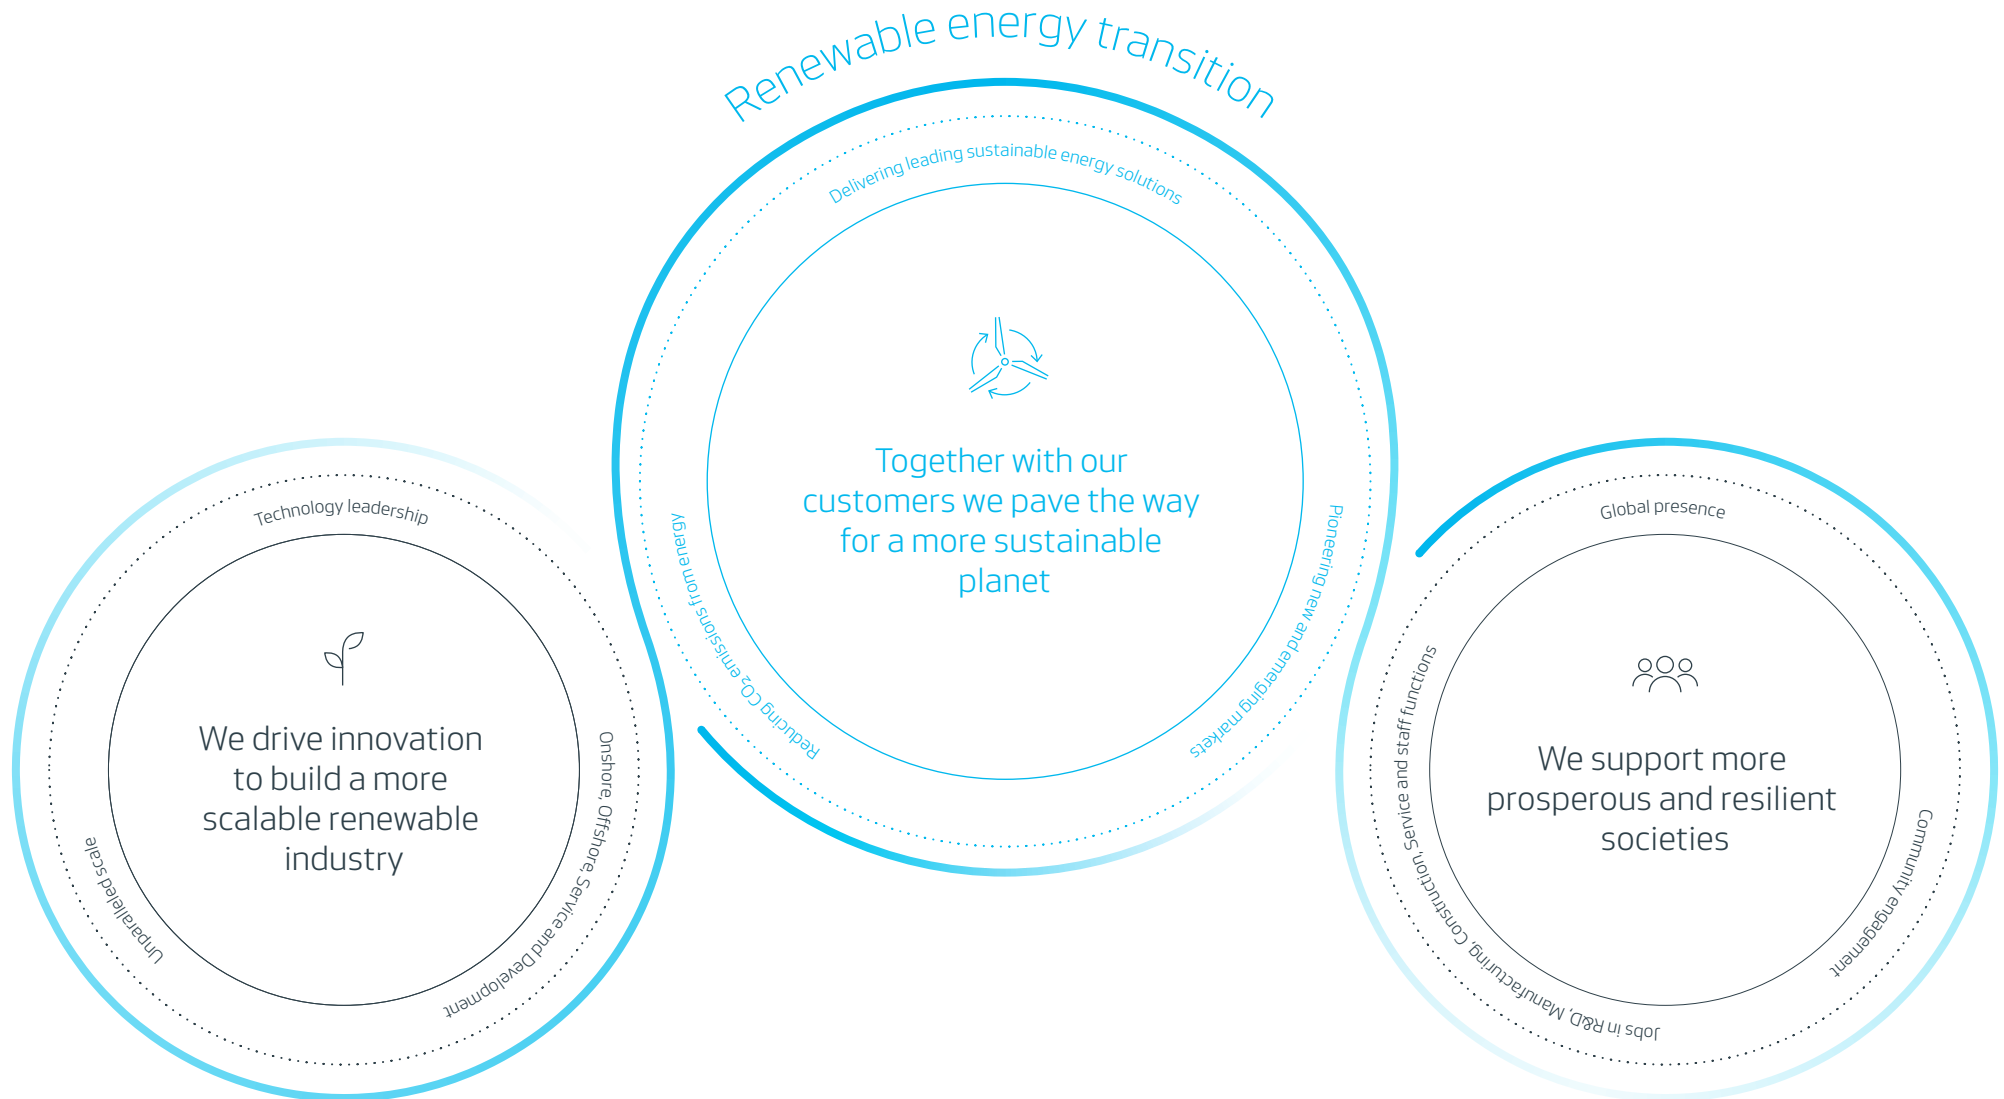 Renewable energy transition
Delivering leading sustainable energy solutions
Pioneering new and emerging markets
Reducing CO₂ emissions from energy
Together with our
customers we pave the way
for a more sustainable
planet
Technology leadership
Onshore, Offshore, Service and Development
Unparalleled scale
We drive innovation
to build a more
scalable renewable
industry
Global presence
Community engagement
Jobs in R&D, Manufacturing, Construction, Service and staff functions
We support more
prosperous and resilient
societies